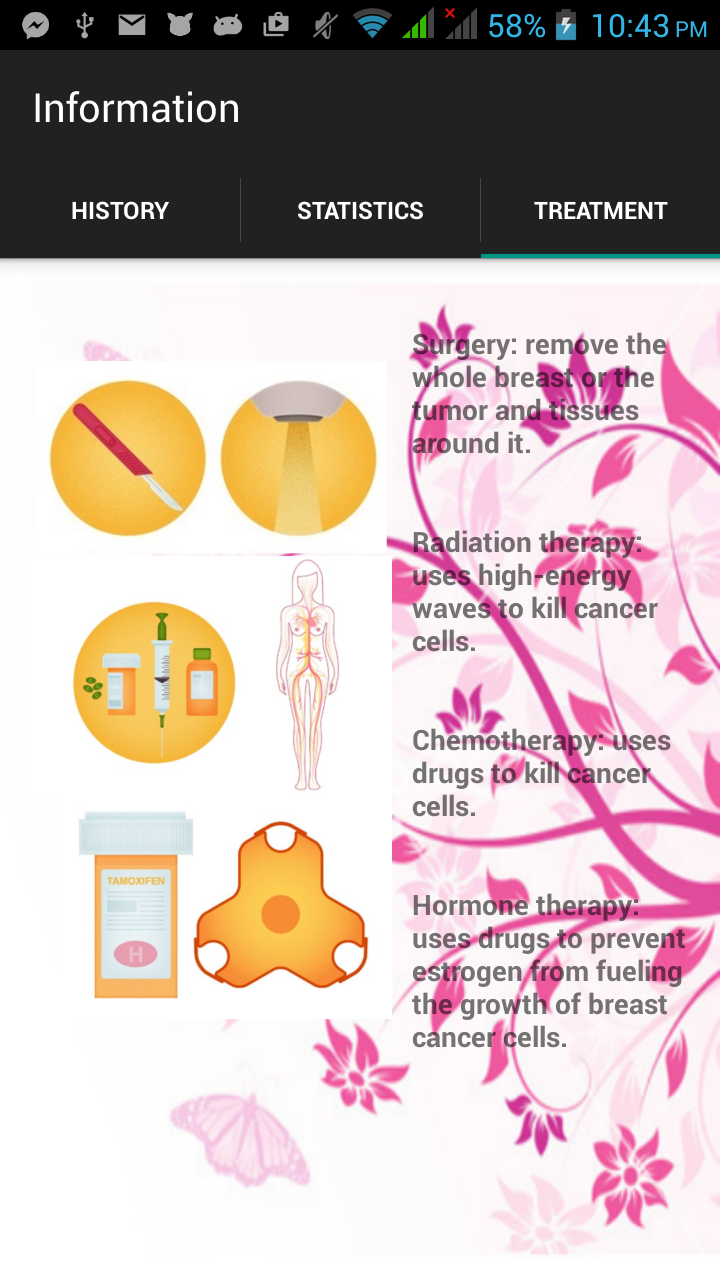 58% 10:43 PM
Information
HISTORY STATISTICS TREATMENT
Surgery: remove the
whole breast or the
tumor and tissues
around it.
Radiation therapy:
uses high-energy
waves to kill cancer
cells.
Chemotherapy: uses
drugs to kill cancer
cells.
TAMOXIFEN
H
Hormone therapy:
uses drugs to prevent
estrogen from fueling
the growth of breast
cancer cells.